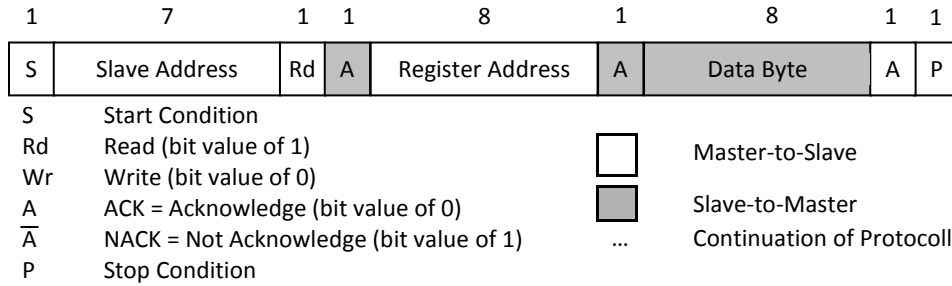 1 7 1 1 8 1 8 1 1
S Slave Address Rd A Register Address A Data Byte A P
S Start Condition
Rd Read (bit value of 1)
Wr Write (bit value of 0)
A ACK = Acknowledge (bit value of 0)
A̅ NACK = Not Acknowledge (bit value of 1)
P Stop Condition
Master-to-Slave
Slave-to-Master
... Continuation of Protocoll